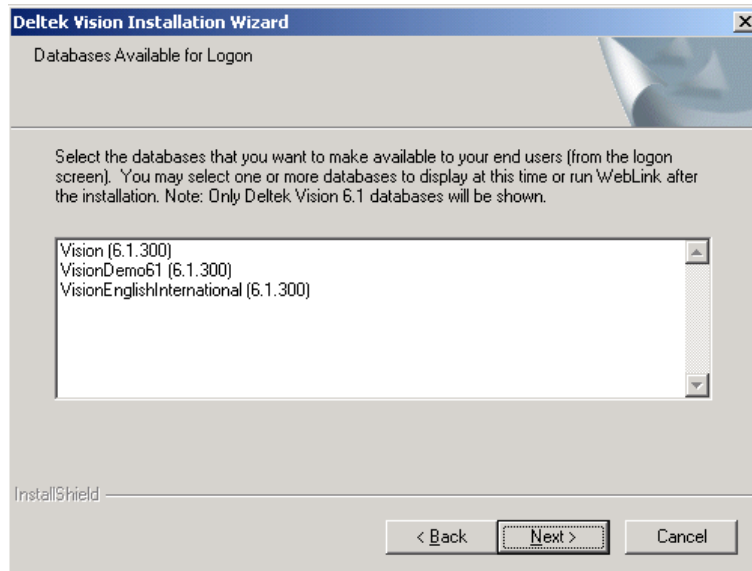 Deltek Vision Installation Wizard
Databases Available for Logon
Select the databases that you want to make available to your end users (from the logon
screen). You may select one or more databases to display at this time or run WebLink after
the installation. Note: Only Deltek Vision 6.1 databases will be shown.
Vision (6.1.300)
VisionDemo61 (6.1.300)
VisionEnglishInternational (6.1.300)
InstallShield
< Back Next > Cancel